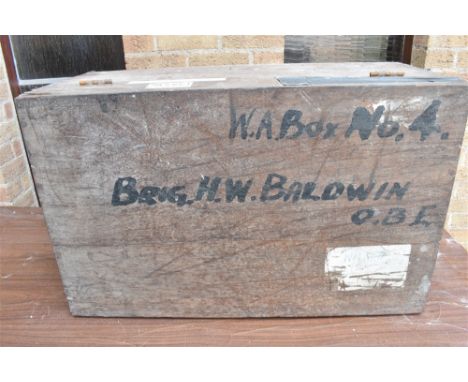 W.A. Box No. 4.
Brig. H.W. Baldwin
O.B.E.